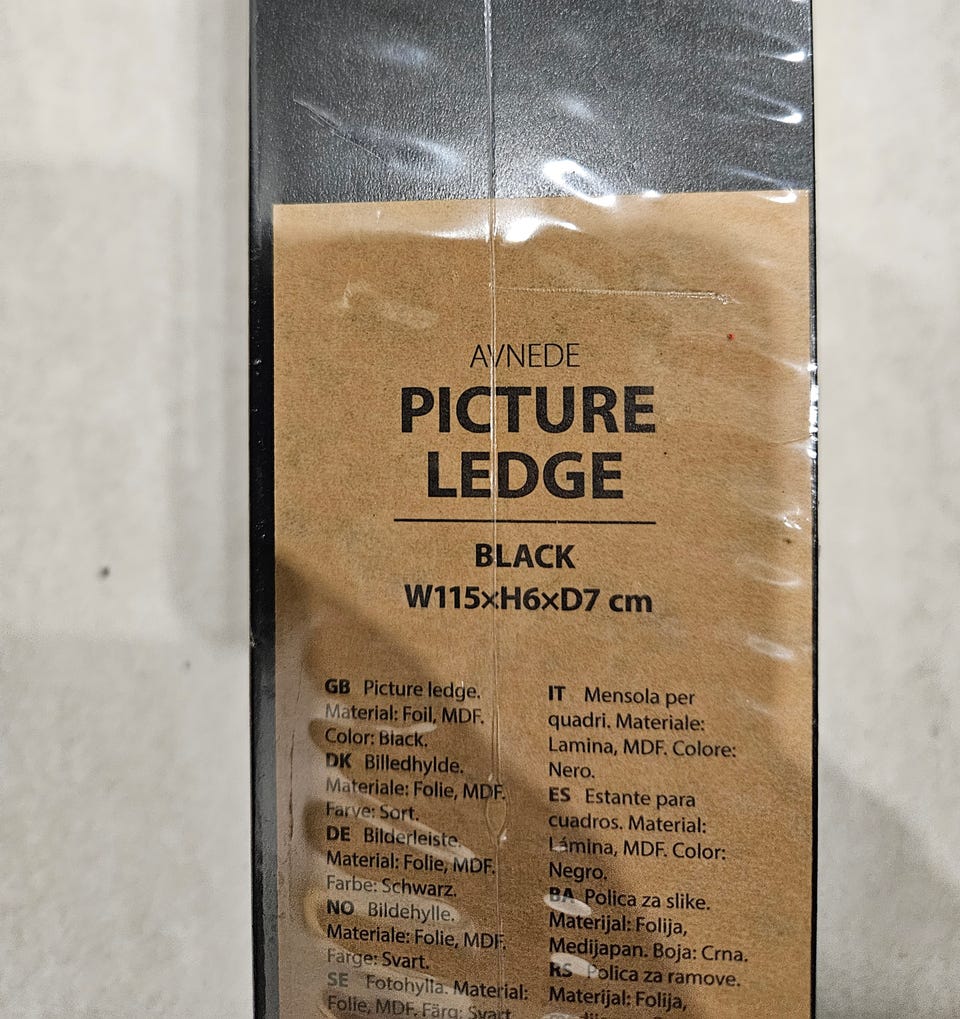 AVNEDE
PICTURE
LEDGE
BLACK
W115×H6×D7 cm
GB Picture ledge.
Material: Foil, MDF.
Color: Black.
DK Billedhylde.
Materiale: Folie, MDF.
Farve: Sort.
DE Bilderleiste.
Material: Folie, MDF.
Farbe: Schwarz.
NO Bildehylle.
Materiale: Folie, MDF.
Farge: Svart.
SE Fotohylla. Material:
Folie, MDF. Färg: Svart.
IT Mensola per
quadri. Materiale:
Lamina, MDF. Colore:
Nero.
ES Estante para
cuadros. Material:
Lámina, MDF. Color:
Negro.
BA Polica za slike.
Materijal: Folija,
Medijapan. Boja: Crna.
RS Polica za ramove.
Materijal: Folija,